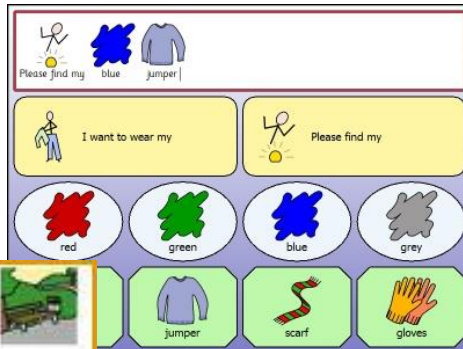 Please find my blue jumper
I want to wear my
Please find my
red green blue grey
jumper scarf gloves